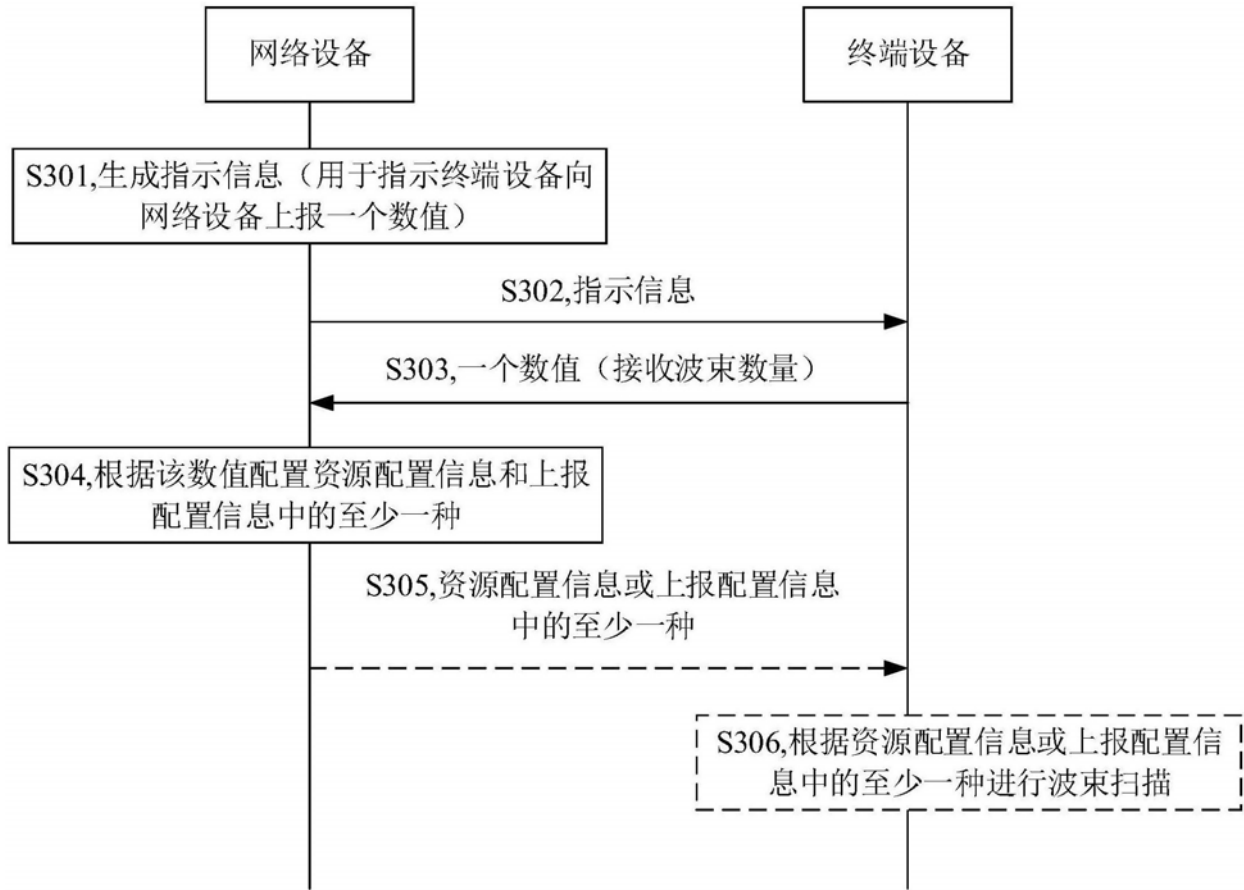 网络设备
终端设备
S301,生成指示信息（用于指示终端设备向
网络设备上报一个数值）
S302,指示信息
S303,一个数值（接收波束数量）
S304,根据该数值配置资源配置信息和上报
配置信息中的至少一种
S305,资源配置信息或上报配置信息
中的至少一种
S306,根据资源配置信息或上报配置信
息中的至少一种进行波束扫描